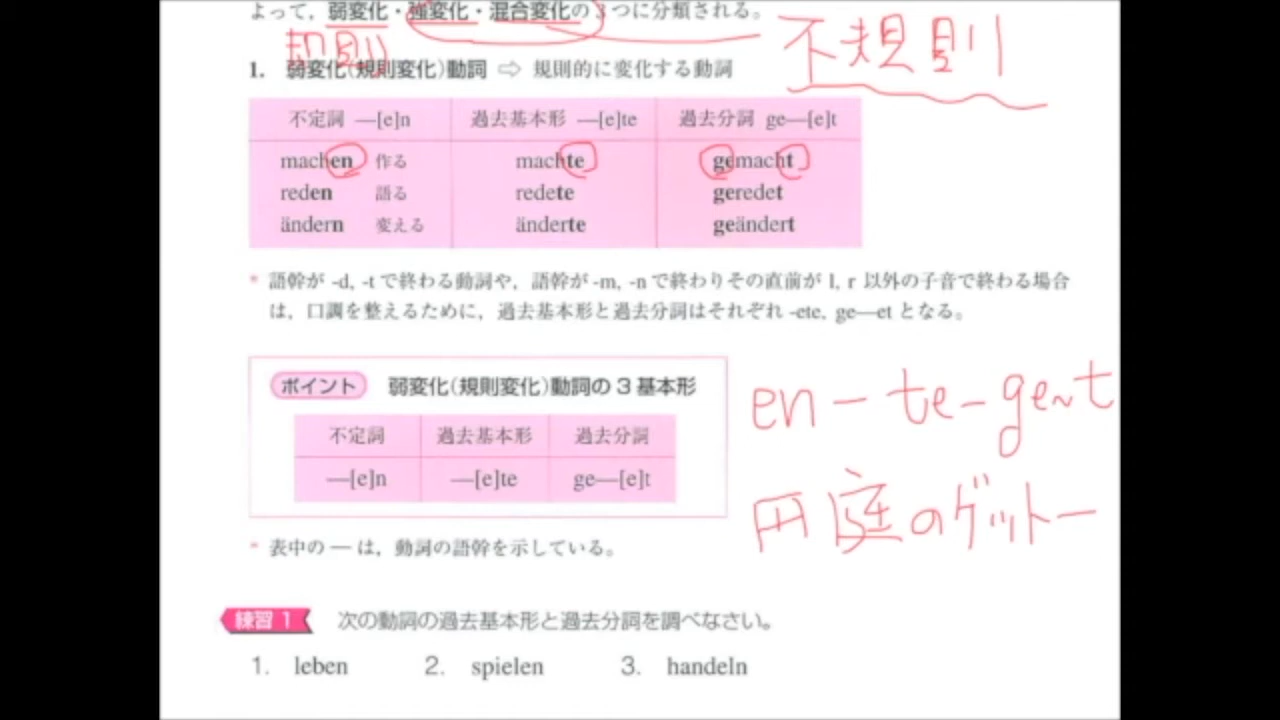 よって,弱変化・強変化・混合変化の3つに分類される。
規則
不規則
1. 弱変化(規則変化)動詞 ⇨ 規則的に変化する動詞
不定詞 —[e]n 過去基本形 —[e]te 過去分詞 ge—[e]t
machen 作る machte gemacht
reden 語る redete geredet
ändern 変える änderte geändert
* 語幹が -d, -t で終わる動詞や,語幹が -m, -n で終わりその直前が l, r 以外の子音で終わる場合
は,口調を整えるために,過去基本形と過去分詞はそれぞれ -ete, ge—et となる。
ポイント 弱変化(規則変化)動詞の 3 基本形
不定詞 過去基本形 過去分詞
—[e]n —[e]te ge—[e]t
en – te – ge~t
円庭のゲットー
* 表中の — は,動詞の語幹を示している。
練習 1 次の動詞の過去基本形と過去分詞を調べなさい。
1. leben 2. spielen 3. handeln